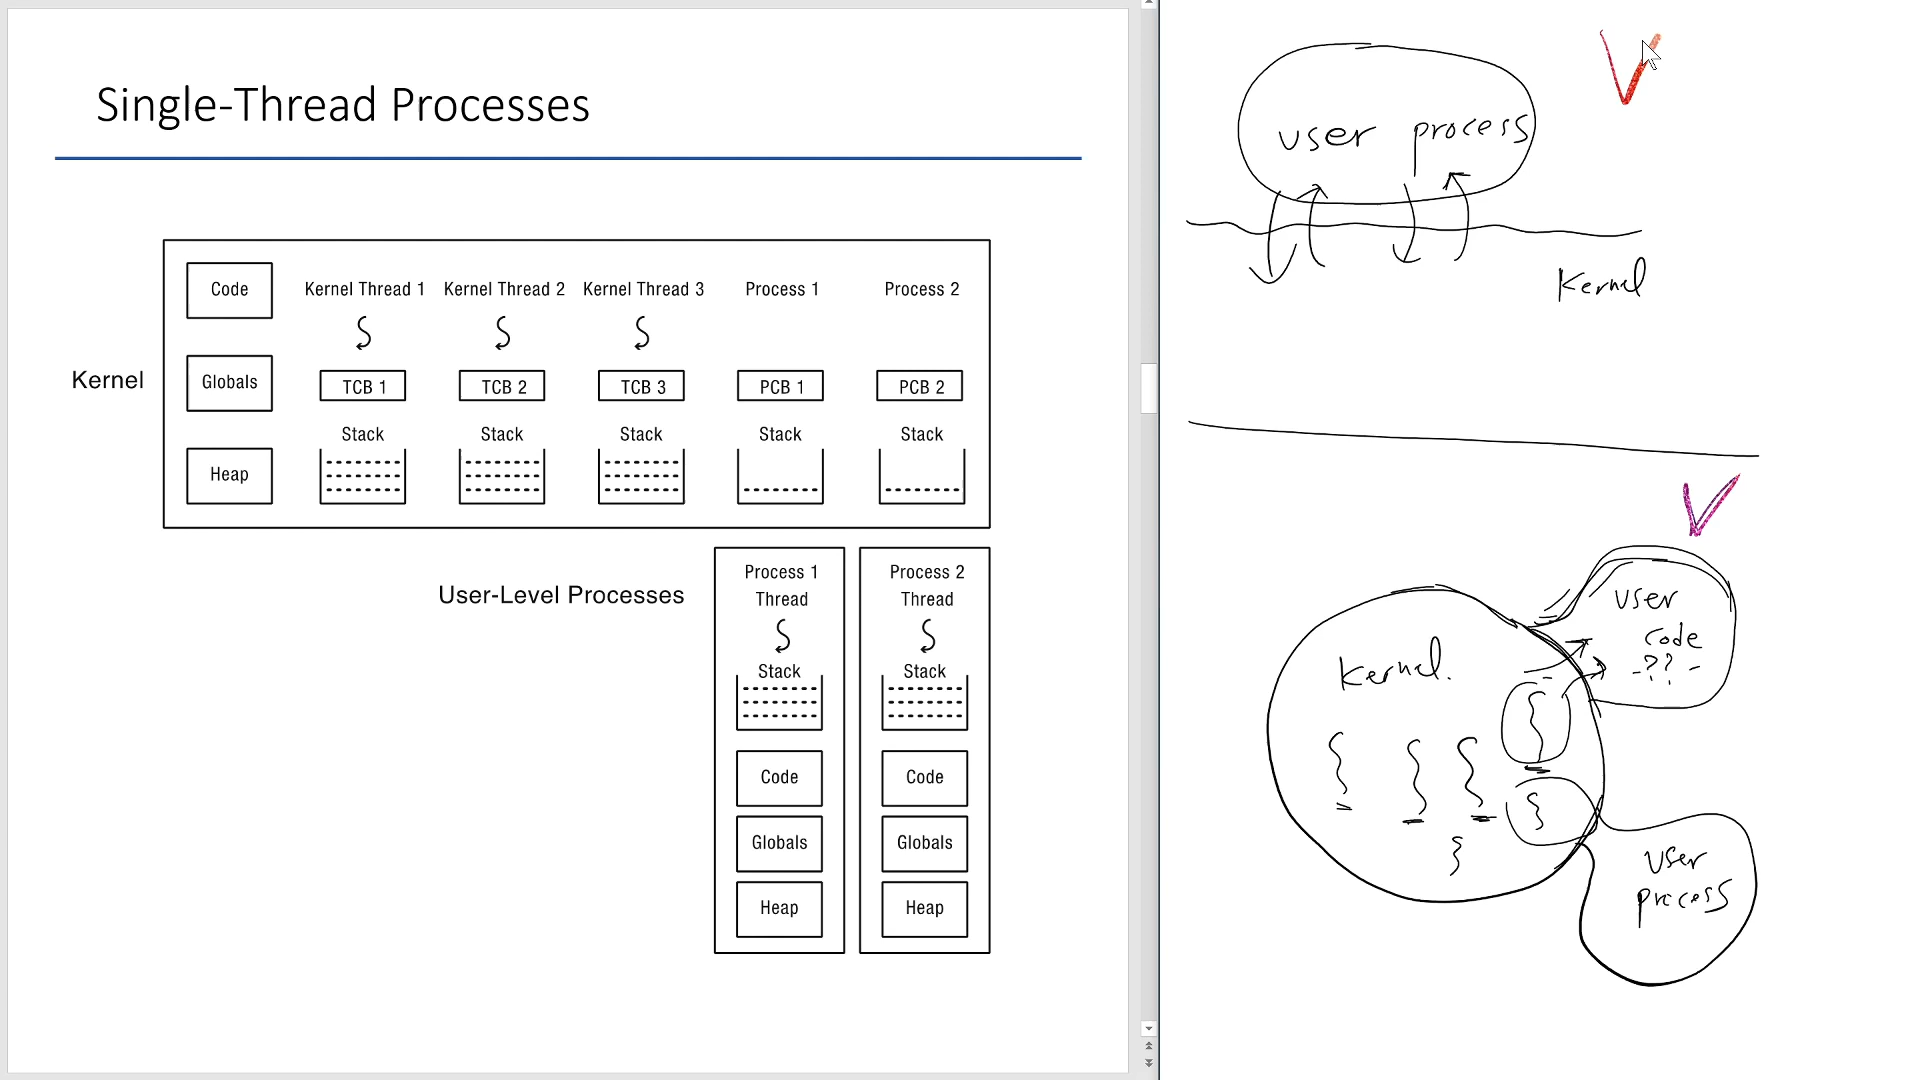 Single-Thread Processes
Kernel
Code
Kernel Thread 1
Kernel Thread 2
Kernel Thread 3
Process 1
Process 2
Globals
TCB 1
TCB 2
TCB 3
PCB 1
PCB 2
Heap
Stack
Stack
Stack
Stack
Stack
User-Level Processes
Process 1
Thread
Stack
Code
Globals
Heap
Process 2
Thread
Stack
Code
Globals
Heap
user process
Kernel
Kernel.
user
code
-??-
user
process